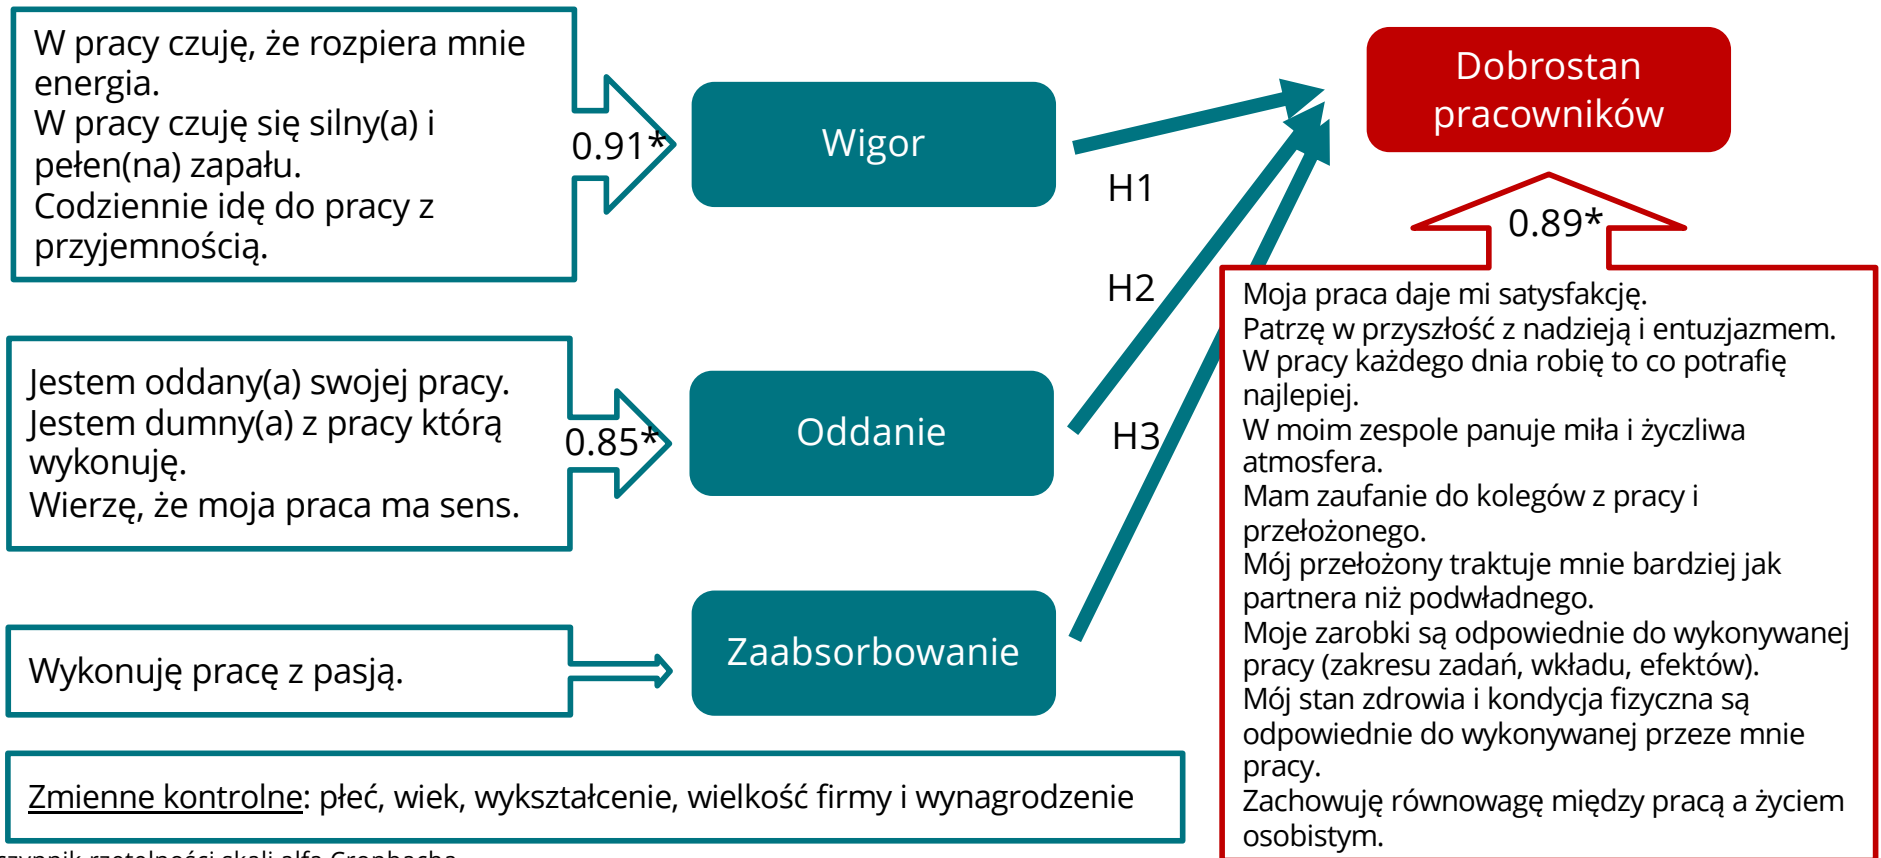 W pracy czuję, że rozpiera mnie
energia.
W pracy czuję się silny(a) i
pełen(na) zapału.
Codziennie idę do pracy z
przyjemnością.
0.91*
Wigor
Jestem oddany(a) swojej pracy.
Jestem dumny(a) z pracy którą
wykonuję.
Wierzę, że moja praca ma sens.
0.85*
Oddanie
Wykonuję pracę z pasją.
Zaabsorbowanie
H1
H2
H3
Dobrostan
pracowników
0.89*
Moja praca daje mi satysfakcję.
Patrzę w przyszłość z nadzieją i entuzjazmem.
W pracy każdego dnia robię to co potrafię
najlepiej.
W moim zespole panuje miła i życzliwa
atmosfera.
Mam zaufanie do kolegów z pracy i
przełożonego.
Mój przełożony traktuje mnie bardziej jak
partnera niż podwładnego.
Moje zarobki są odpowiednie do wykonywanej
pracy (zakresu zadań, wkładu, efektów).
Mój stan zdrowia i kondycja fizyczna są
odpowiednie do wykonywanej przeze mnie
pracy.
Zachowuję równowagę między pracą a życiem
osobistym.
Zmienne kontrolne: płeć, wiek, wykształcenie, wielkość firmy i wynagrodzenie
rzetelności skali alfa Cronbacha